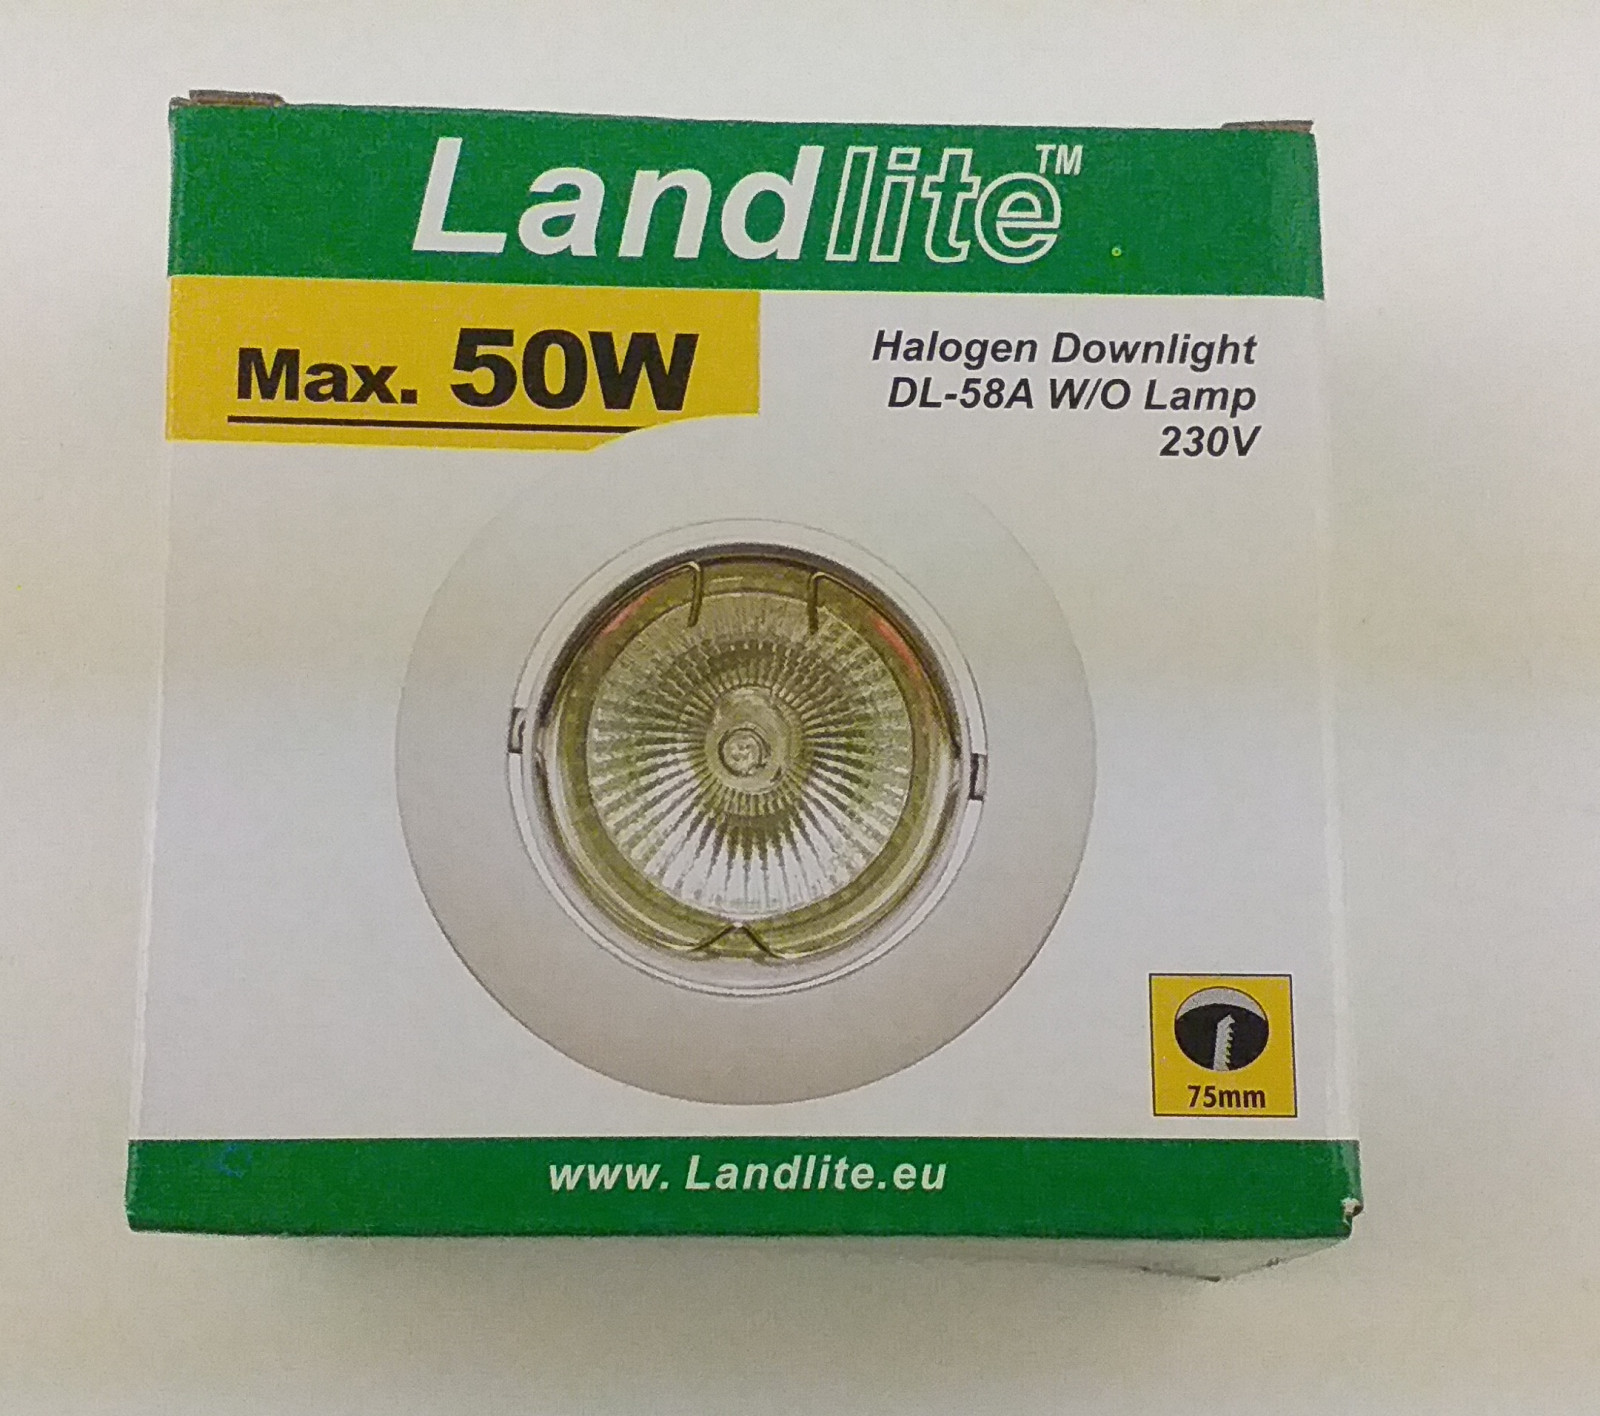 Landlite™
Max. 50W
Halogen Downlight
DL-58A W/O Lamp
230V
75mm
www. Landlite.eu